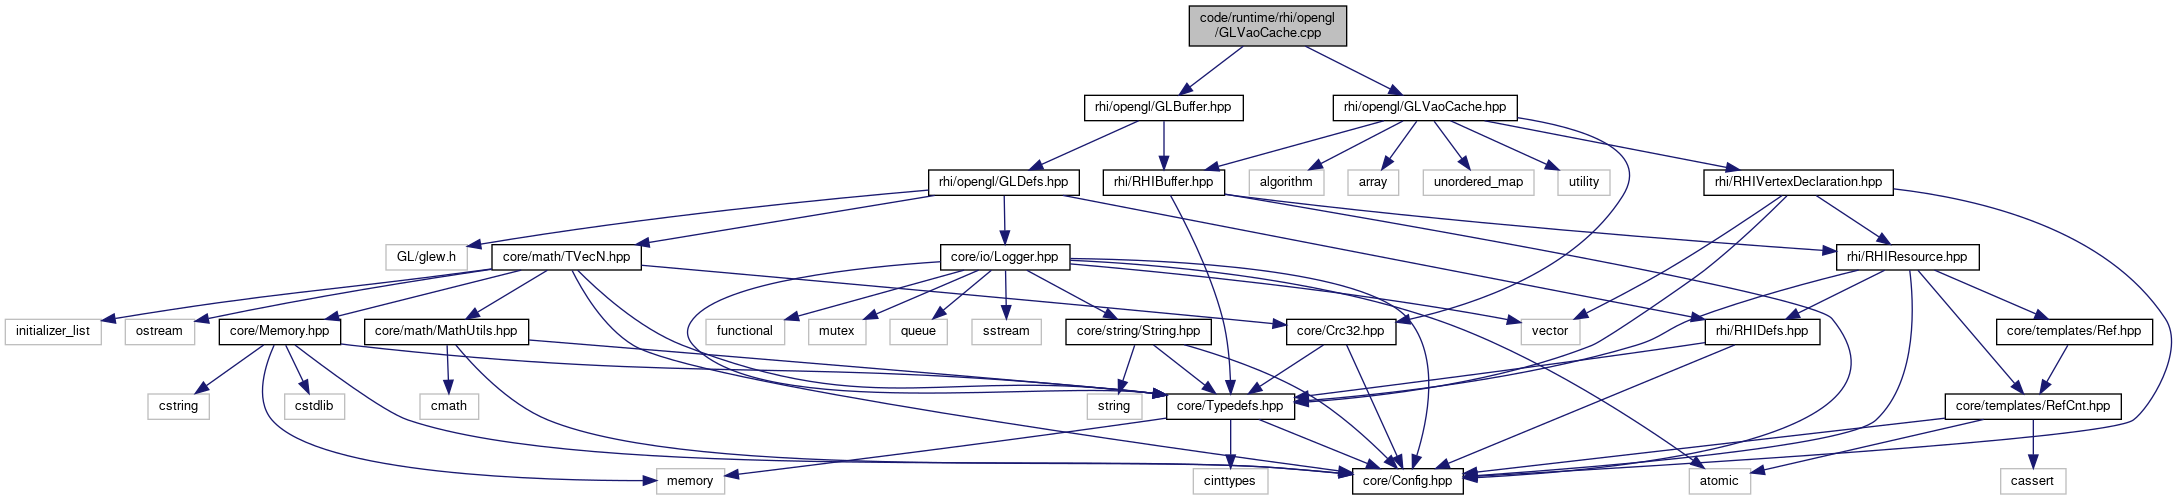 code/runtime/rhi/opengl
/GLVaoCache.cpp
rhi/opengl/GLBuffer.hpp
rhi/opengl/GLVaoCache.hpp
rhi/opengl/GLDefs.hpp
rhi/RHIBuffer.hpp
algorithm
array
unordered_map
utility
rhi/RHIVertexDeclaration.hpp
GL/glew.h
core/math/TVecN.hpp
core/io/Logger.hpp
rhi/RHIResource.hpp
initializer_list
ostream
core/Memory.hpp
core/math/MathUtils.hpp
functional
mutex
queue
sstream
core/string/String.hpp
core/Crc32.hpp
vector
rhi/RHIDefs.hpp
core/templates/Ref.hpp
cstring
cstdlib
cmath
string
core/Typedefs.hpp
core/templates/RefCnt.hpp
memory
cinttypes
core/Config.hpp
atomic
cassert